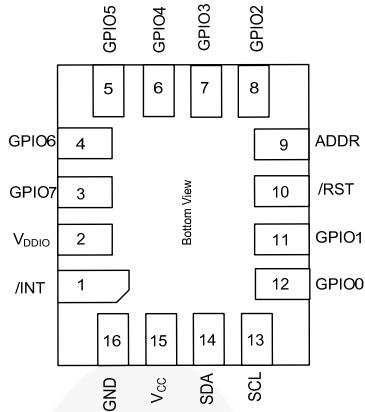 GPIO5 GPIO4 GPIO3 GPIO2
5 6 7 8
GPIO6 4 9 ADDR
GPIO7 3 10 /RST
VDDIO 2 11 GPIO1
/INT 1 12 GPIO0
Bottom View
16 15 14 13
GND VCC SDA SCL